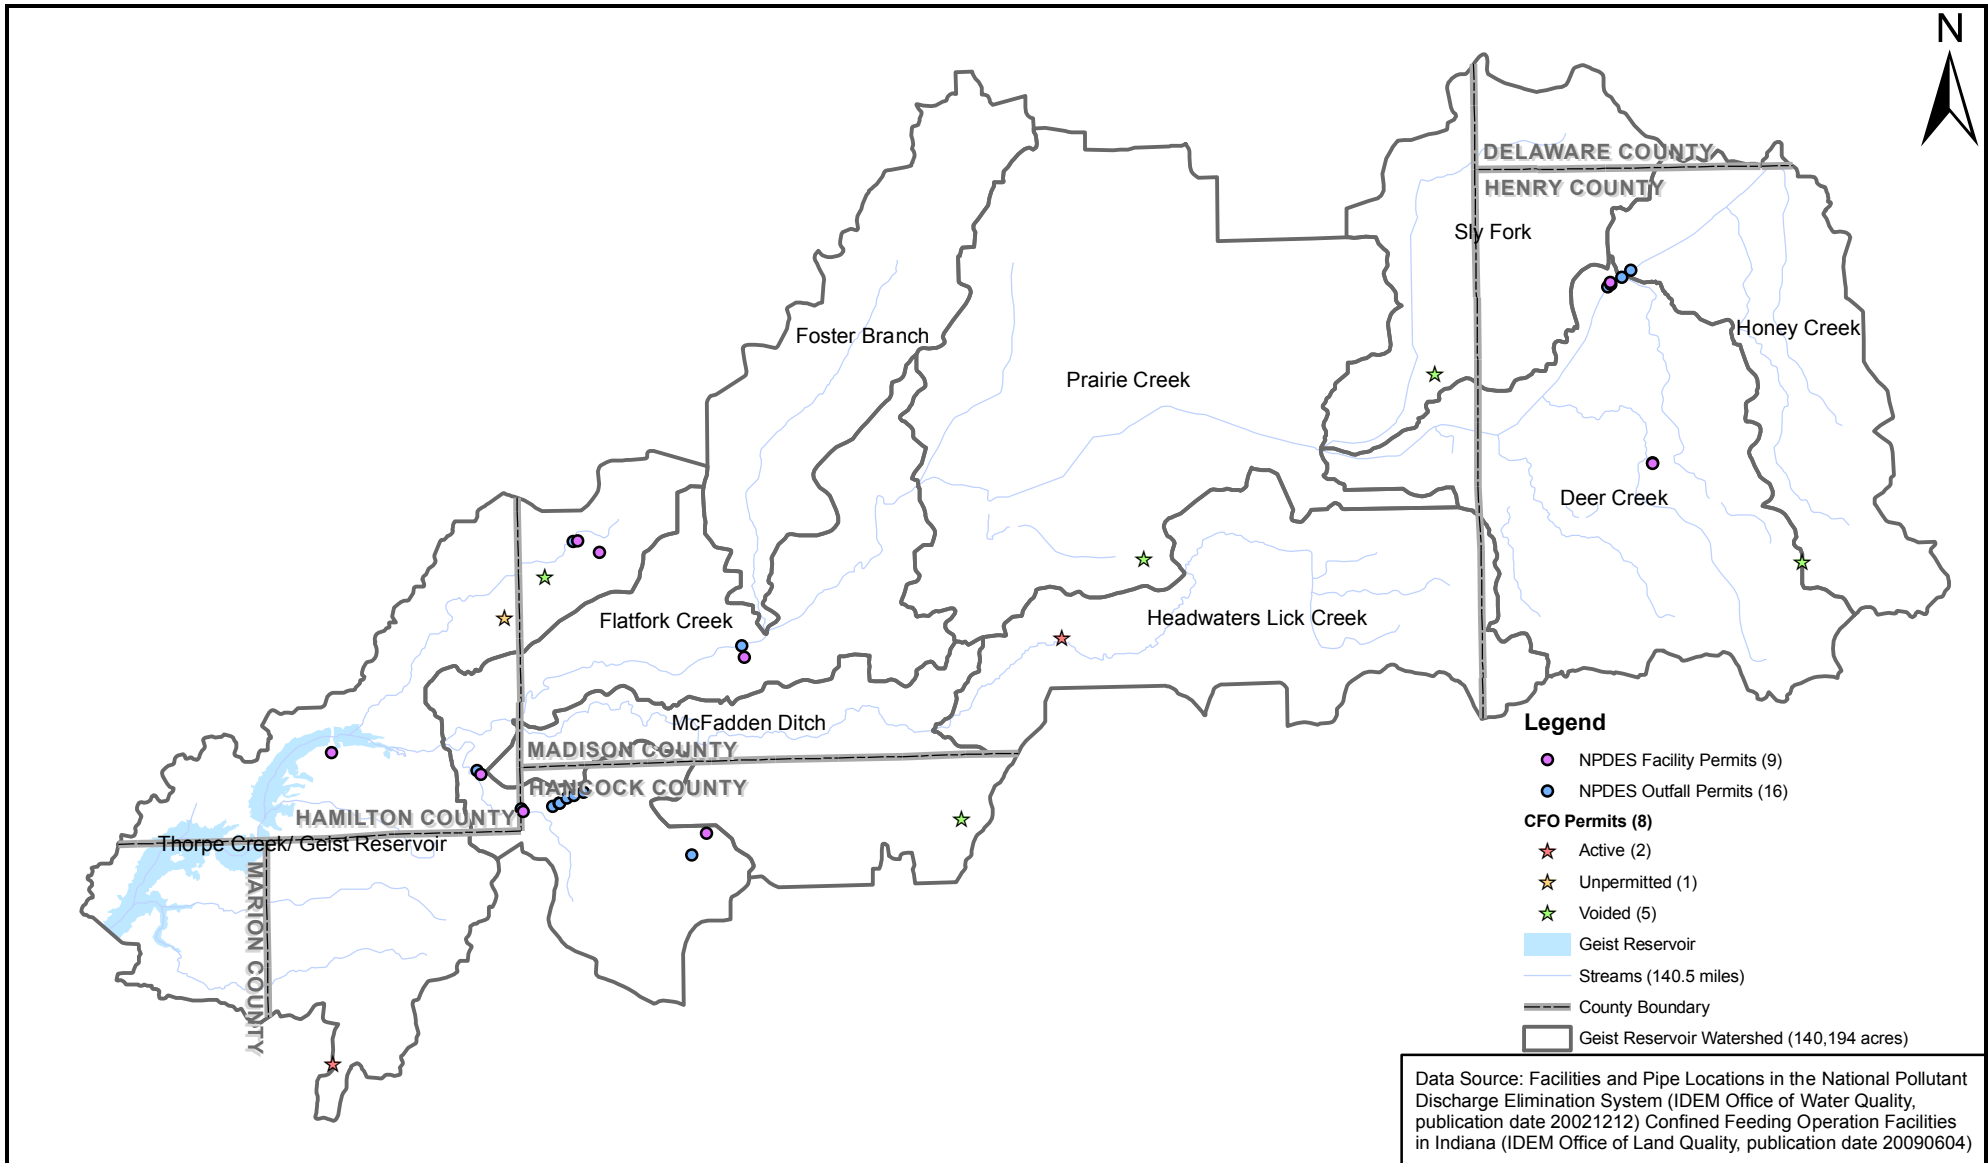 N
DELAWARE COUNTY
HENRY COUNTY
Sly Fork
Foster Branch
Honey Creek
Prairie Creek
Deer Creek
Flatfork Creek
Headwaters Lick Creek
McFadden Ditch
MADISON COUNTY
HANCOCK COUNTY
HAMILTON COUNTY
Thorpe Creek/ Geist Reservoir
MARION COUNTY
Legend
NPDES Facility Permits (9)
NPDES Outfall Permits (16)
CFO Permits (8)
Active (2)
Unpermitted (1)
Voided (5)
Geist Reservoir
Streams (140.5 miles)
County Boundary
Geist Reservoir Watershed (140,194 acres)
Data Source: Facilities and Pipe Locations in the National Pollutant
Discharge Elimination System (IDEM Office of Water Quality,
publication date 20021212) Confined Feeding Operation Facilities
in Indiana (IDEM Office of Land Quality, publication date 20090604)